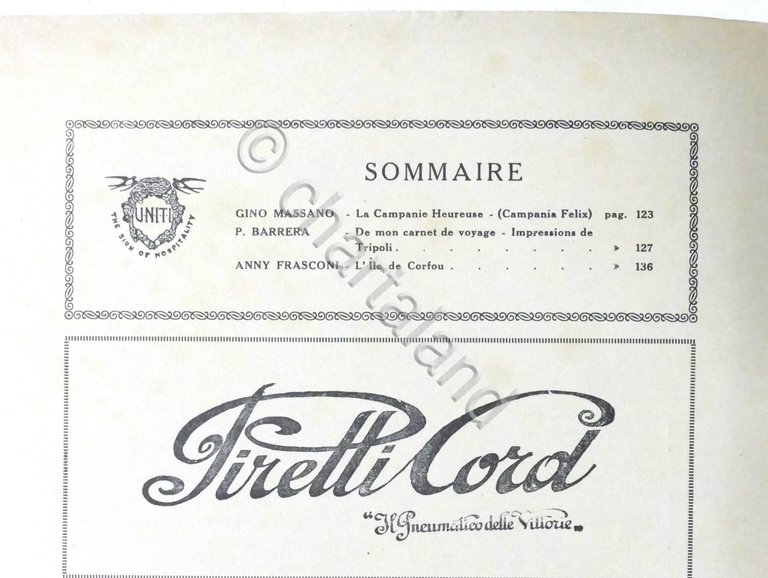 SOMMAIRE
UNITI
THE SIGN OF HOSPITALITY
GINO MASSANO - La Campanie Heureuse - (Campania Felix) pag. 123
P. BARRERA - De mon carnet de voyage - Impressions de
Tripoli . . . . . . . . » 127
ANNY FRASCONI - L'Île de Corfou . . . . . . » 136
Pirelli Cord
“Il Pneumatico delle Vittorie„
© chartaland